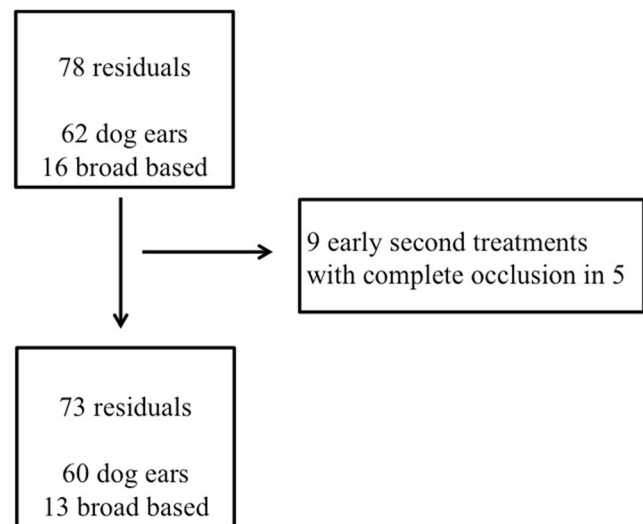 78 residuals
62 dog ears
16 broad based
9 early second treatments
with complete occlusion in 5
73 residuals
60 dog ears
13 broad based